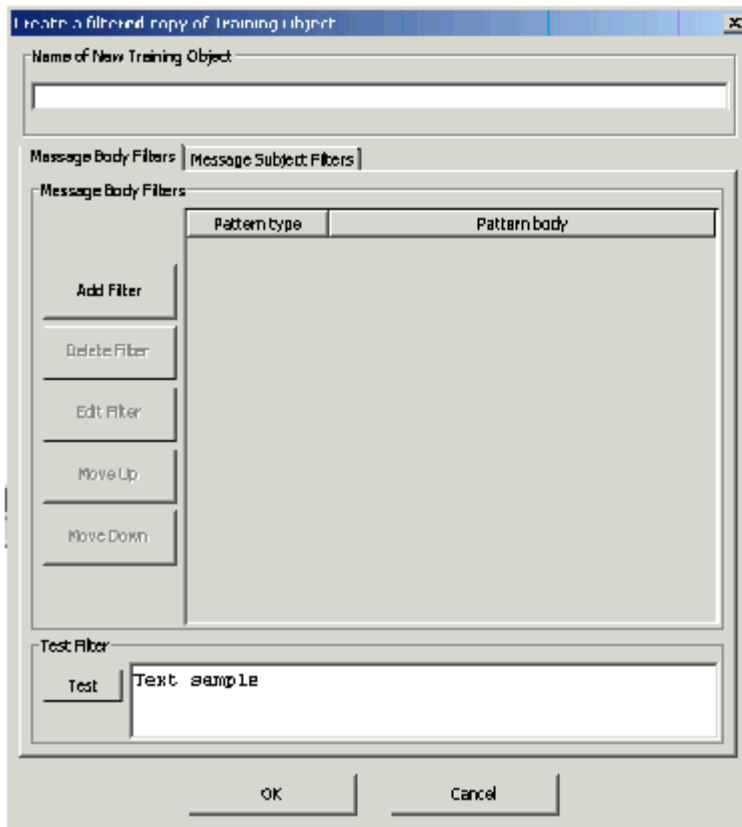 Create a filtered copy of Training Object
Name of New Training Object
Message Body Filters
Message Subject Filters
Message Body Filters
Pattern type
Pattern body
Add Filter
Delete Filter
Edit Filter
Move Up
Move Down
Test Filter
Test
Text sample
OK
Cancel